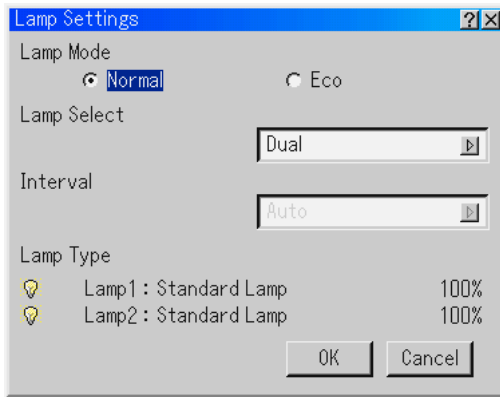 Lamp Settings
Lamp Mode
Normal Eco
Lamp Select
Dual
Interval
Auto
Lamp Type
Lamp1 : Standard Lamp 100%
Lamp2 : Standard Lamp 100%
OK Cancel